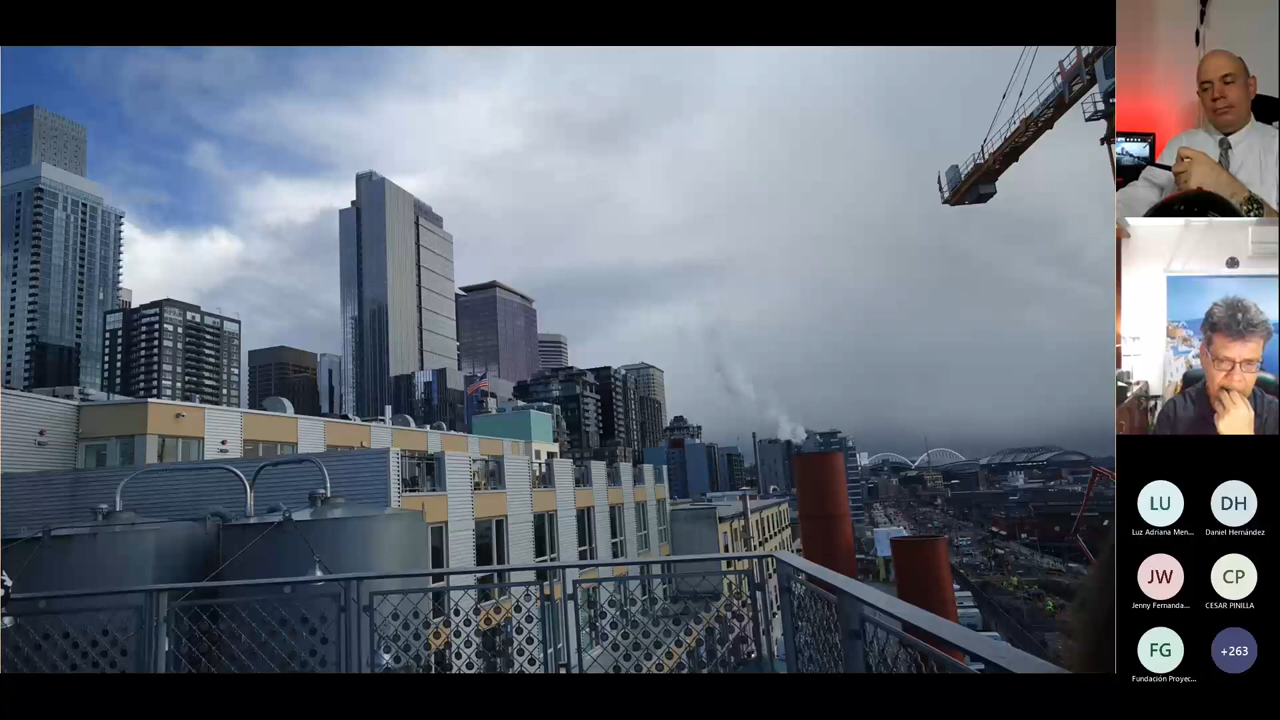 LU
DH
Luz Adriana Men...
Daniel Hernández
JW
CP
Jenny Fernanda...
CESAR PINILLA
FG
+263
Fundación Proyec...